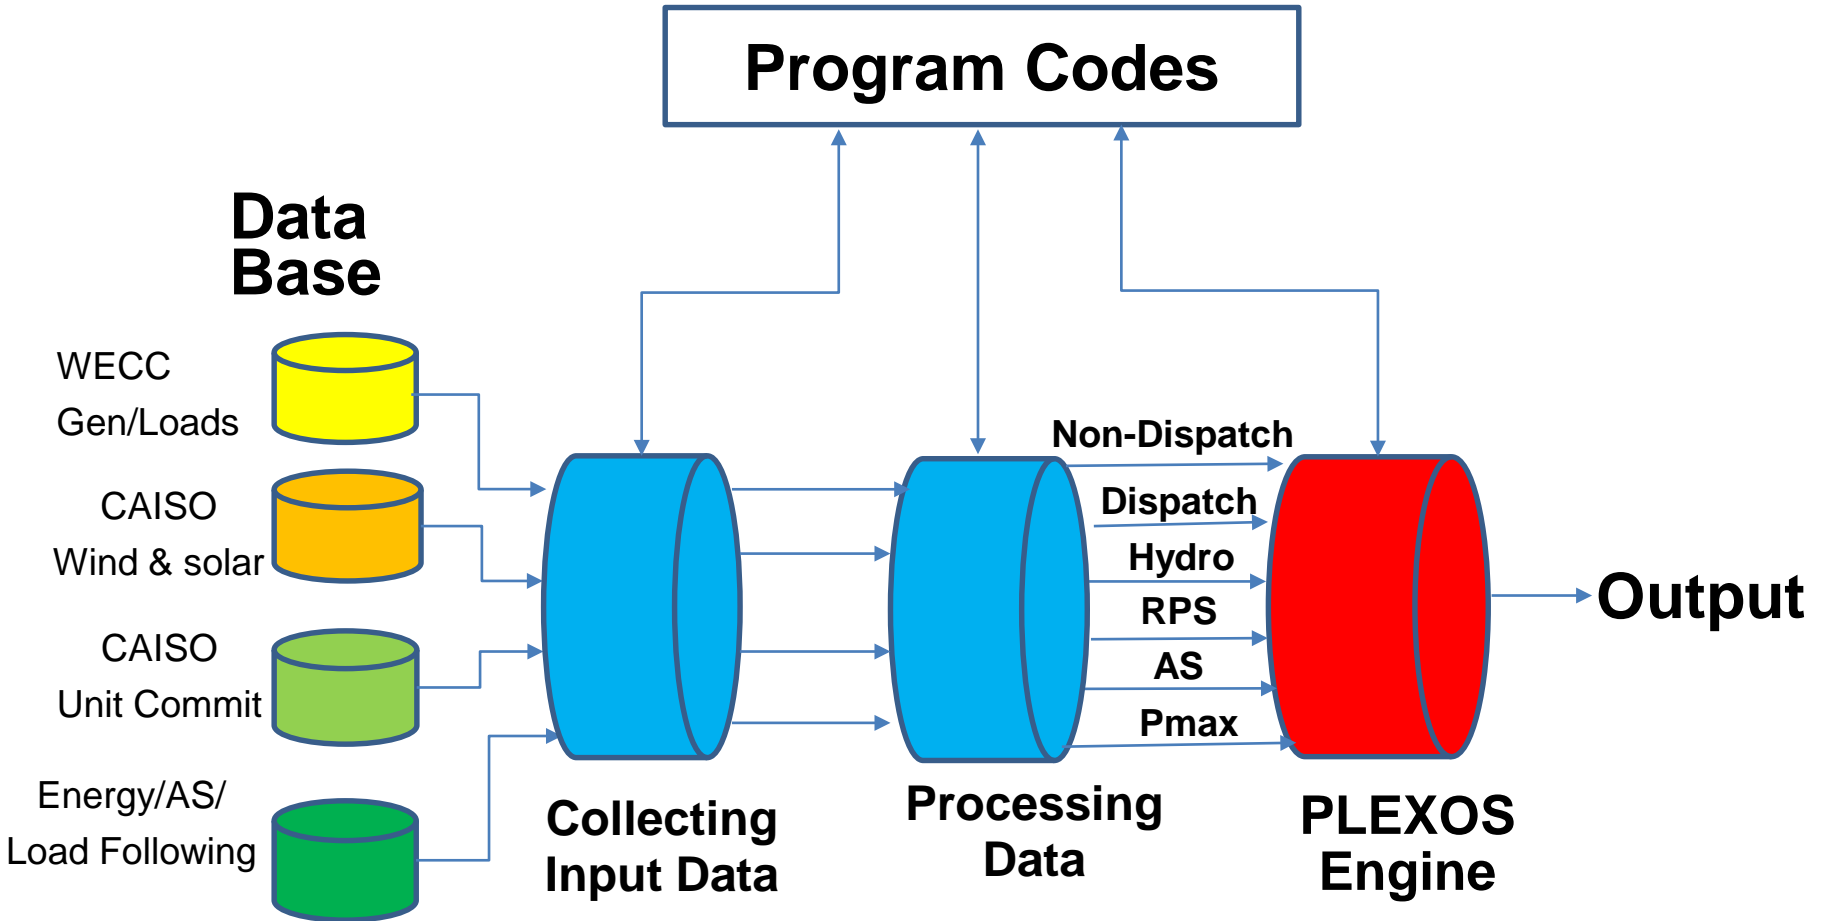 Program Codes
Data
Base
WECC
Gen/Loads
CAISO
Wind & solar
CAISO
Unit Commit
Energy/AS/
Load Following
Non-Dispatch
Dispatch
Hydro
RPS
AS
Pmax
Output
Collecting
Input Data
Processing
Data
PLEXOS
Engine